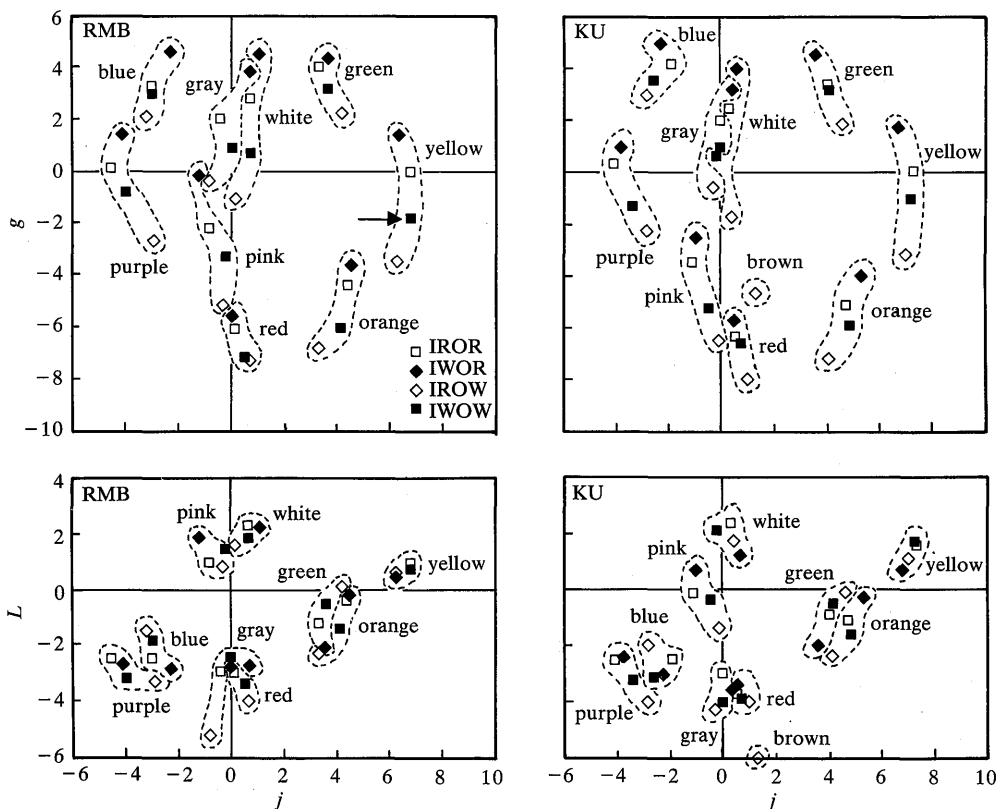 RMB
6
4
2
0
−2
−4
−6
−8
−10
g
blue
gray
green
white
yellow
purple
pink
red
orange
IROR
IWOR
IROW
IWOW
KU
blue
green
gray
white
yellow
purple
brown
pink
orange
red
RMB
4
2
0
−2
−4
−6
L
pink
white
green
yellow
blue
gray
orange
purple
red
−6 −4 −2 0 2 4 6 8 10
j
KU
white
pink
green
yellow
blue
orange
purple
red
gray
brown
−6 −4 −2 0 2 4 6 8 10
j